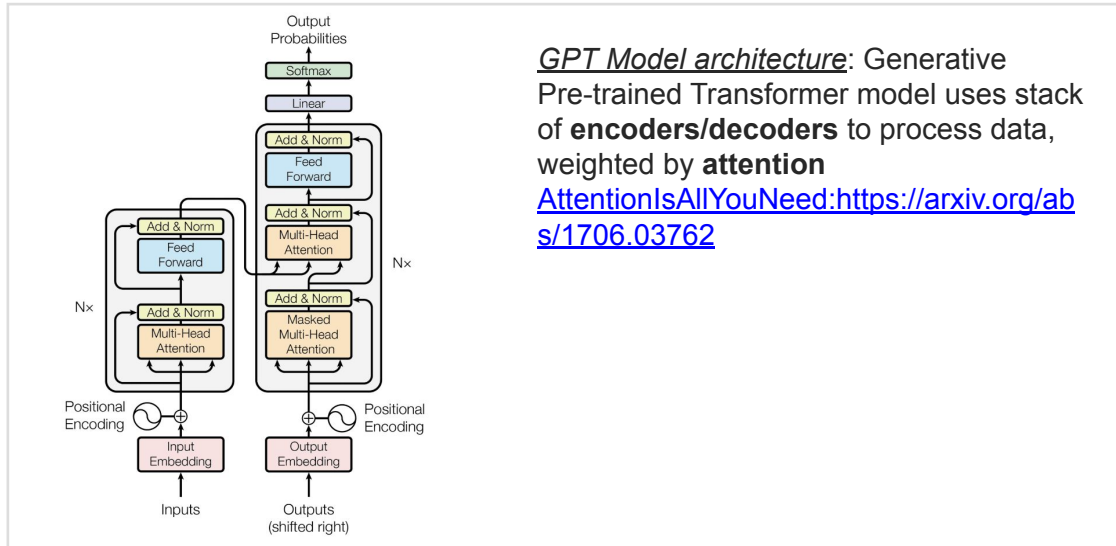 Output
Probabilities
Softmax
Linear
Add & Norm
Feed
Forward
Add & Norm
Multi-Head
Attention
Add & Norm
Masked
Multi-Head
Attention
Nx
Add & Norm
Feed
Forward
Add & Norm
Multi-Head
Attention
Nx
Positional
Encoding
Positional
Encoding
Input
Embedding
Output
Embedding
Inputs
Outputs
(shifted right)
GPT Model architecture: Generative
Pre-trained Transformer model uses stack
of encoders/decoders to process data,
weighted by attention
AttentionIsAllYouNeed:https://arxiv.org/ab
s/1706.03762